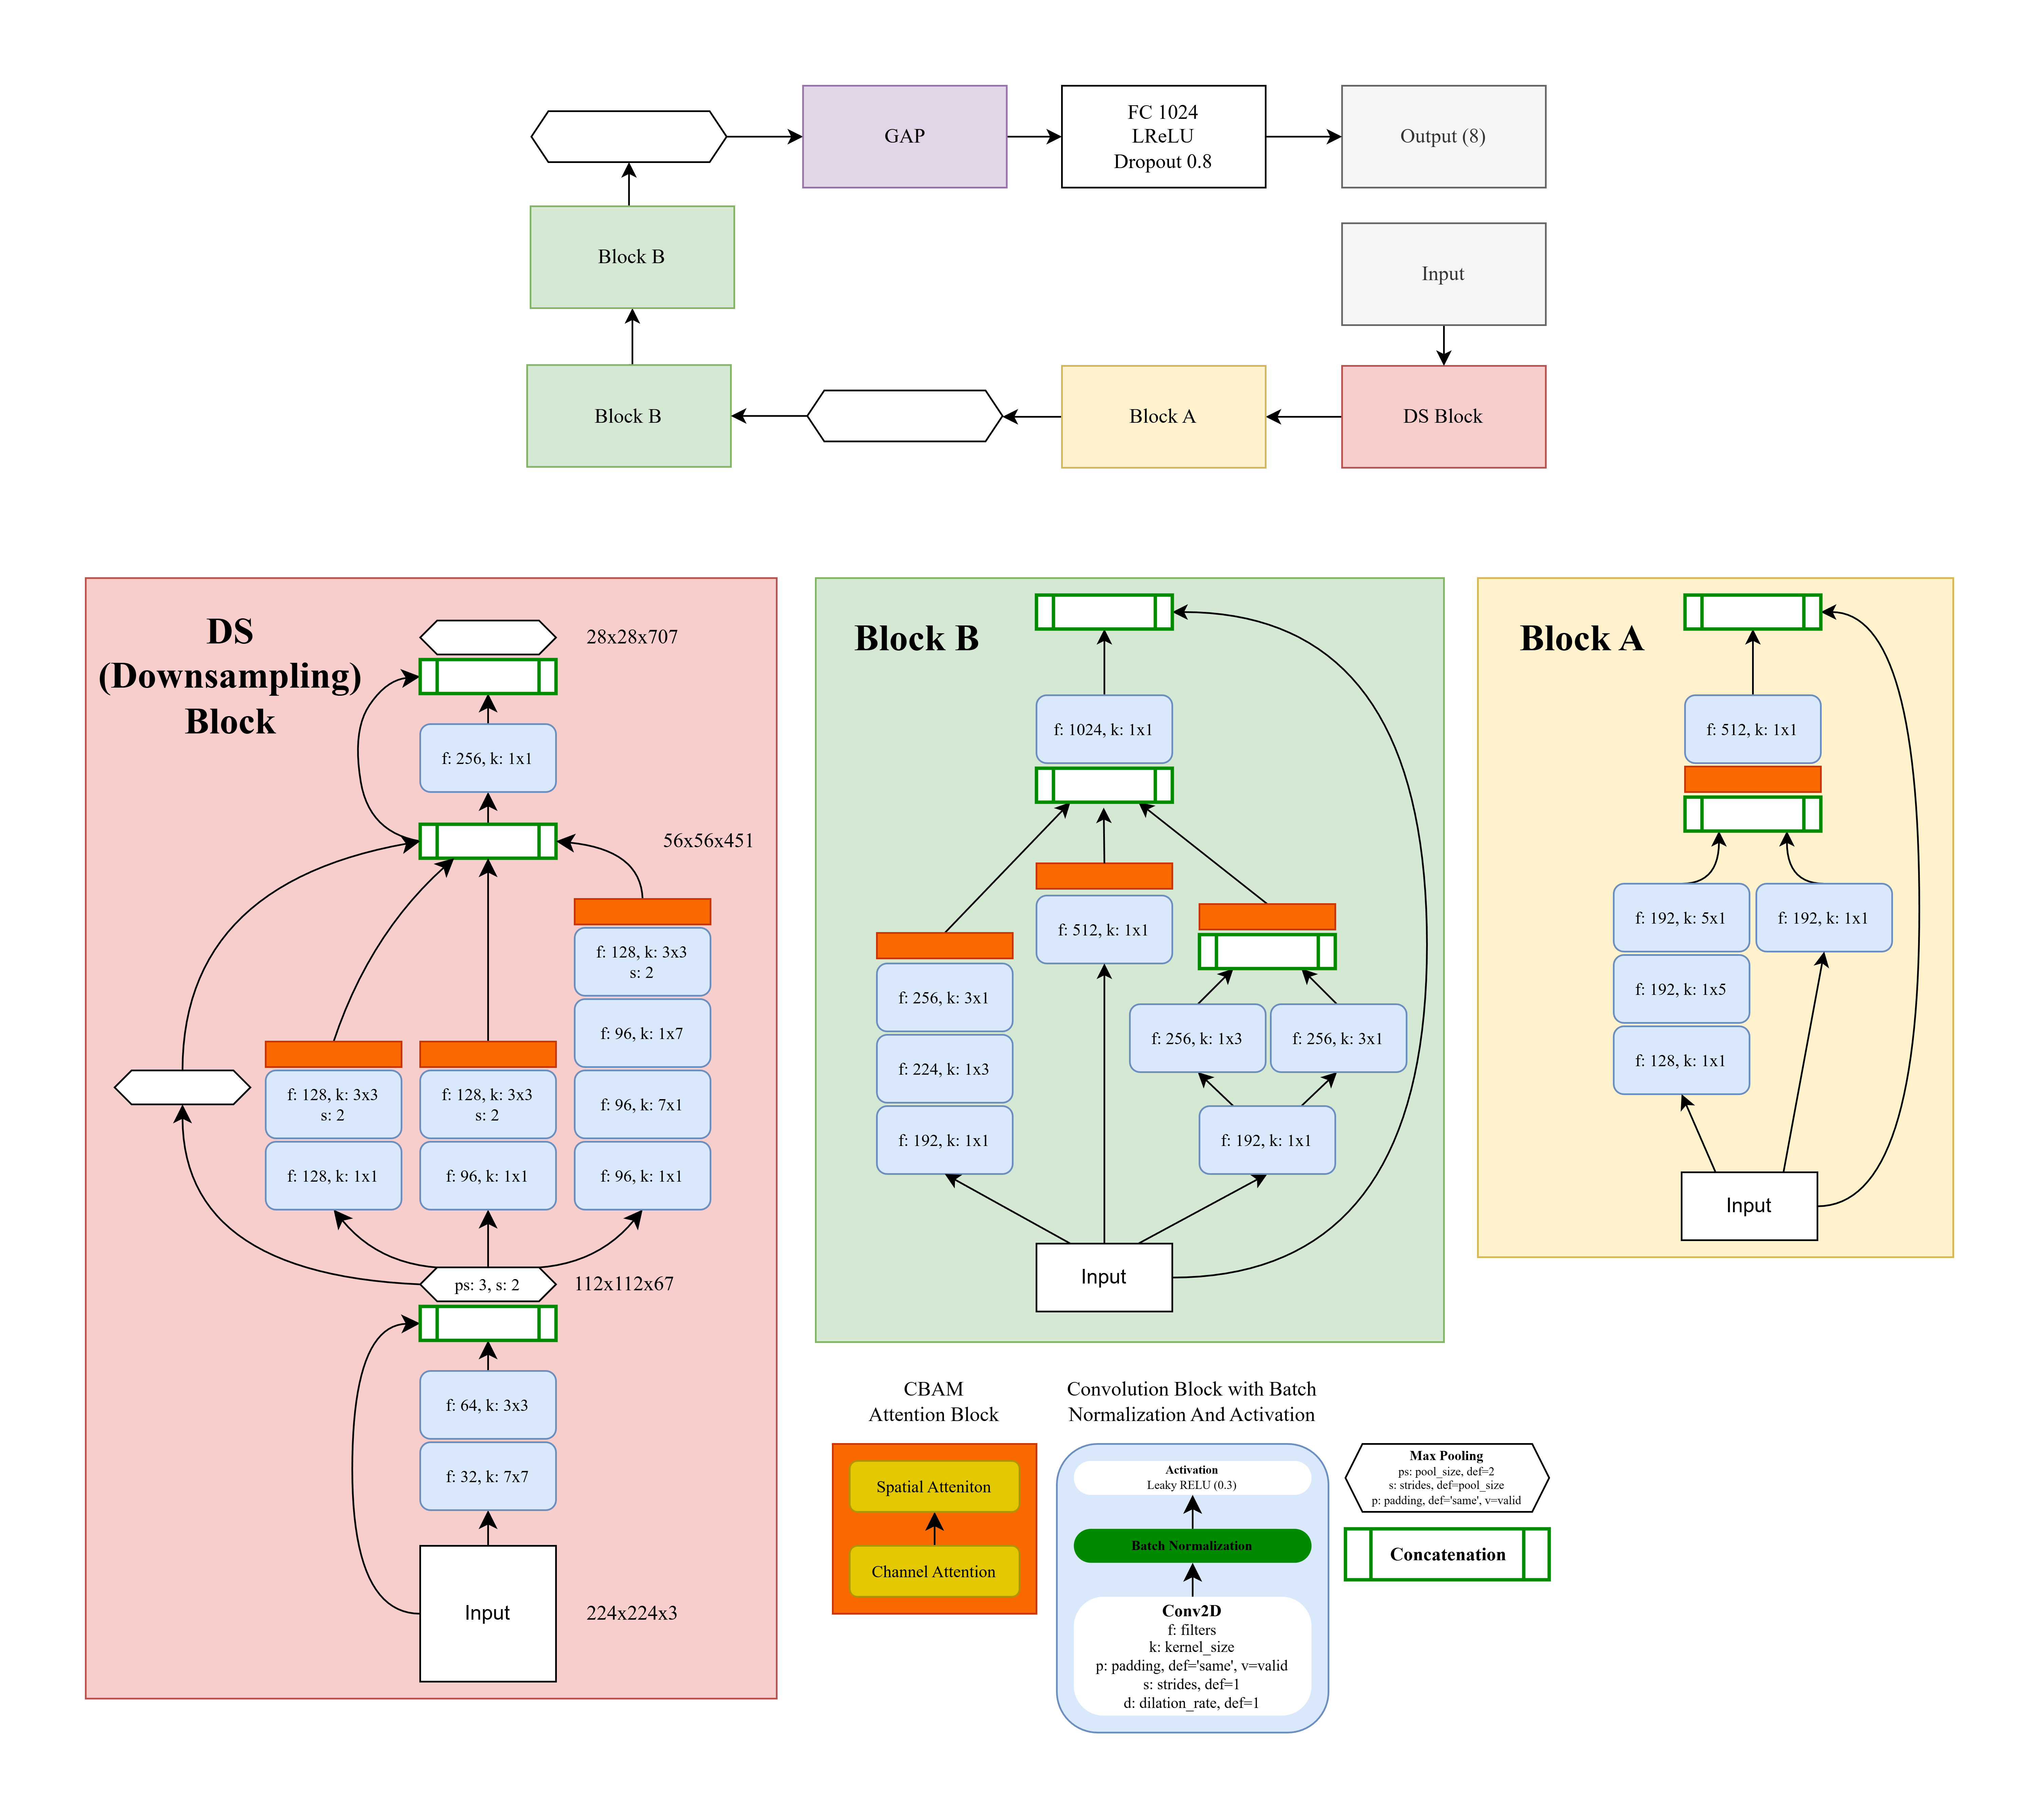 GAP
FC 1024
LReLU
Dropout 0.8
Output (8)
Block B
Input
Block B
Block A
DS Block
DS
(Downsampling)
Block
28x28x707
f: 256, k: 1x1
56x56x451
f: 128, k: 3x3
s: 2
f: 96, k: 1x7
f: 128, k: 3x3
s: 2
f: 128, k: 3x3
s: 2
f: 96, k: 7x1
f: 128, k: 1x1
f: 96, k: 1x1
f: 96, k: 1x1
ps: 3, s: 2
112x112x67
f: 64, k: 3x3
f: 32, k: 7x7
Input
224x224x3
Block B
f: 1024, k: 1x1
f: 512, k: 1x1
f: 256, k: 3x1
f: 256, k: 1x3
f: 256, k: 3x1
f: 224, k: 1x3
f: 192, k: 1x1
f: 192, k: 1x1
Input
Block A
f: 512, k: 1x1
f: 192, k: 5x1
f: 192, k: 1x1
f: 192, k: 1x5
f: 128, k: 1x1
Input
CBAM
Attention Block
Spatial Atteniton
Channel Attention
Convolution Block with Batch
Normalization And Activation
Activation
Leaky RELU (0.3)
Batch Normalization
Conv2D
f: filters
k: kernel_size
p: padding, def='same', v=valid
s: strides, def=1
d: dilation_rate, def=1
Max Pooling
ps: pool_size, def=2
s: strides, def=pool_size
p: padding, def='same', v=valid
Concatenation